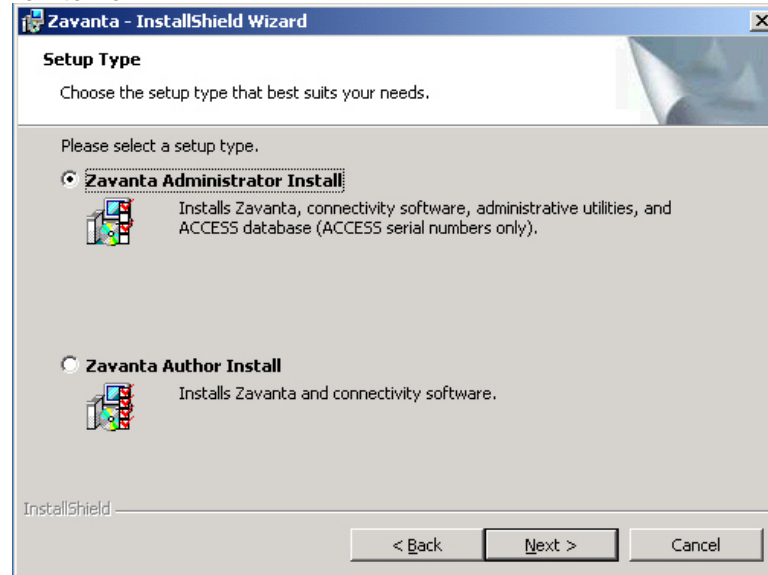 Zavanta - InstallShield Wizard
Setup Type
Choose the setup type that best suits your needs.
Please select a setup type.
Zavanta Administrator Install
Installs Zavanta, connectivity software, administrative utilities, and
ACCESS database (ACCESS serial numbers only).
Zavanta Author Install
Installs Zavanta and connectivity software.
InstallShield
< Back Next > Cancel